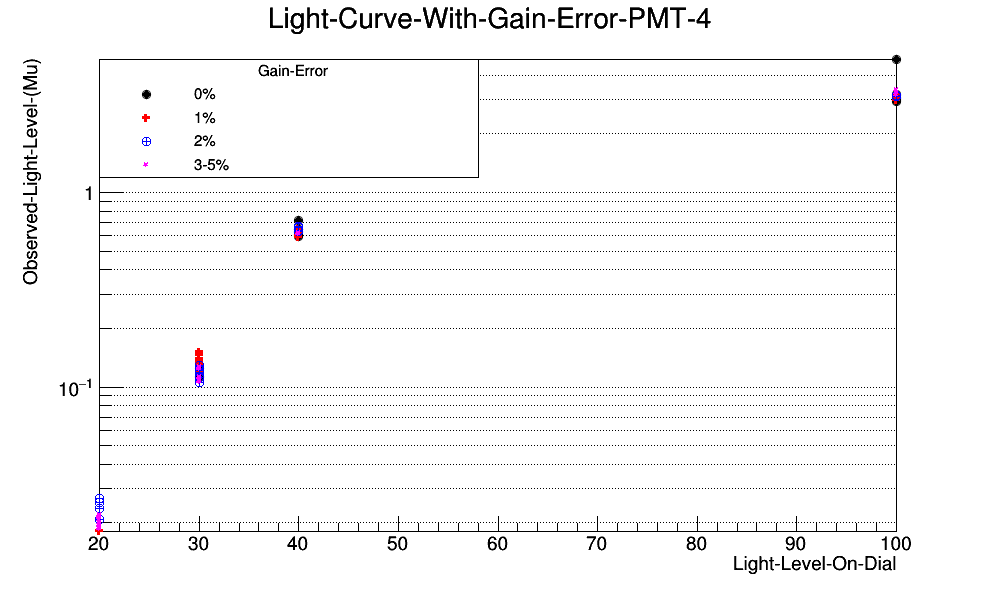 Light-Curve-With-Gain-Error-PMT-4
Observed-Light-Level-(Mu)
Gain-Error
0%
1%
2%
3-5%
1
10⁻¹
20 30 40 50 60 70 80 90 100
Light-Level-On-Dial